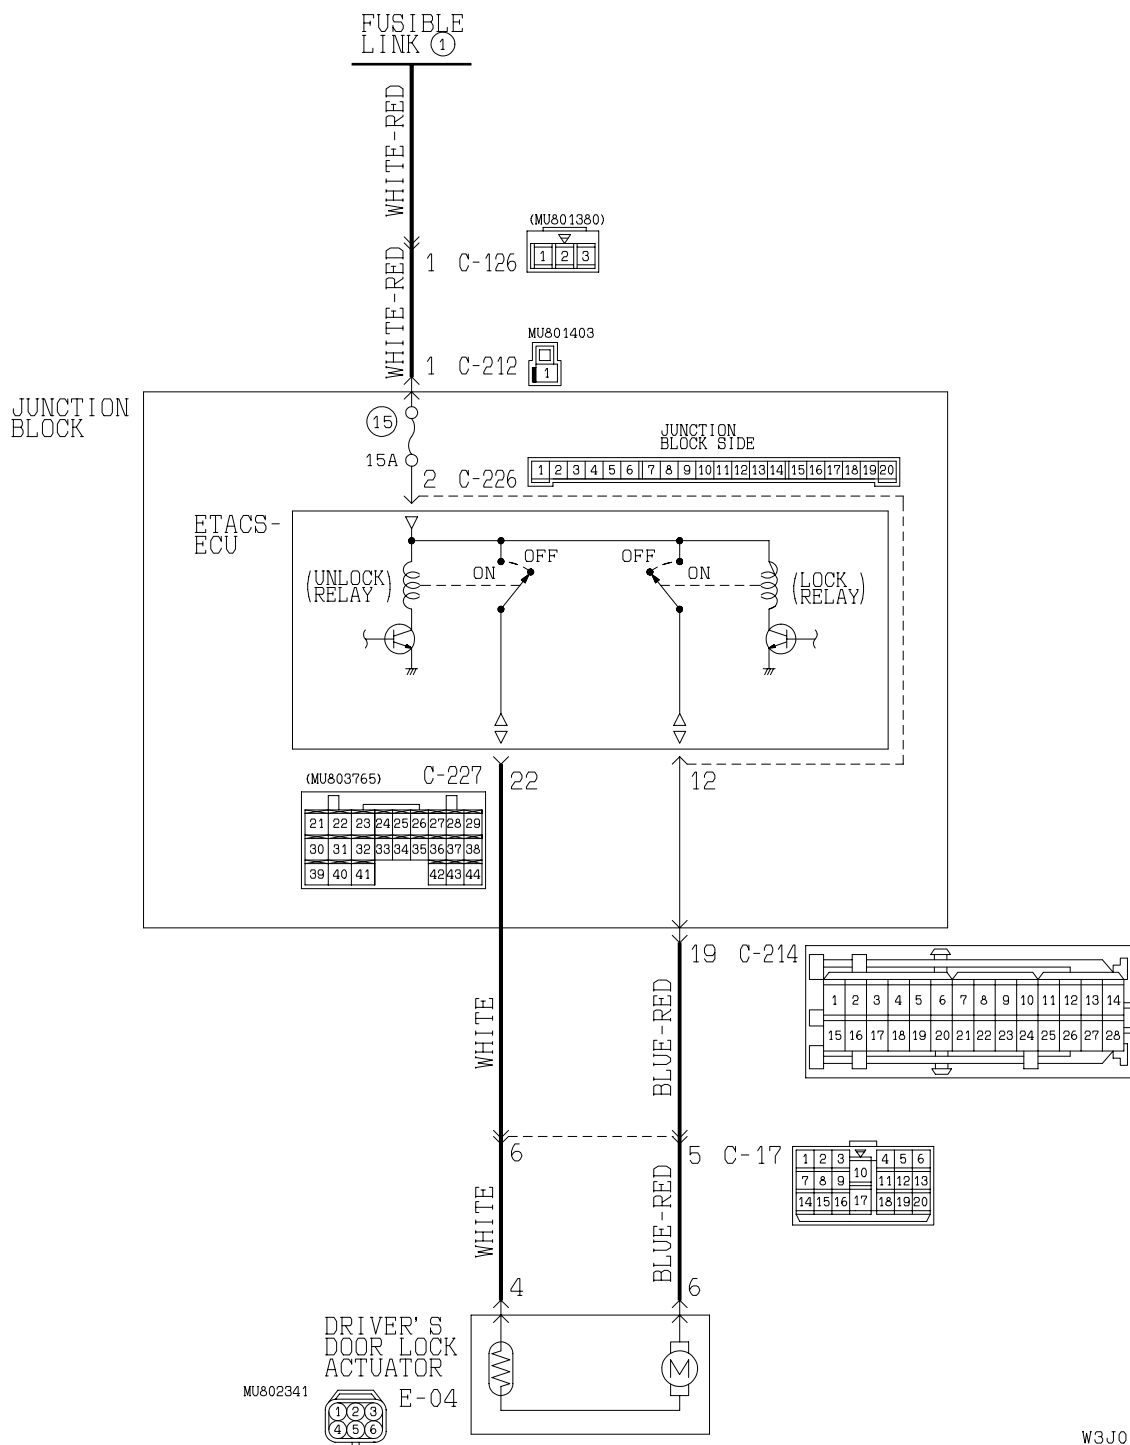 FUSIBLE
LINK 1
WHITE-RED
(MU801380)
1 2 3
1 C-126
WHITE-RED
MU801403
1
1 C-212
JUNCTION
BLOCK
15
15A
JUNCTION
BLOCK SIDE
1 2 3 4 5 6 7 8 9 10 11 12 13 14 15 16 17 18 19 20
2 C-226
ETACS-
ECU
OFF OFF
ON ON
(UNLOCK
RELAY)
(LOCK
RELAY)
(MU803765) C-227
22
12
21 22 23 24 25 26 27 28 29
30 31 32 33 34 35 36 37 38
39 40 41 42 43 44
19 C-214
1 2 3 4 5 6 7 8 9 10 11 12 13 14
15 16 17 18 19 20 21 22 23 24 25 26 27 28
WHITE
BLUE-RED
6
5 C-17
1 2 3 4 5 6
7 8 9 10 11 12 13
14 15 16 17 18 19 20
WHITE
BLUE-RED
4
6
DRIVER'S
DOOR LOCK
ACTUATOR
E-04
M
MU802341
1 2 3
4 5 6
W3J0